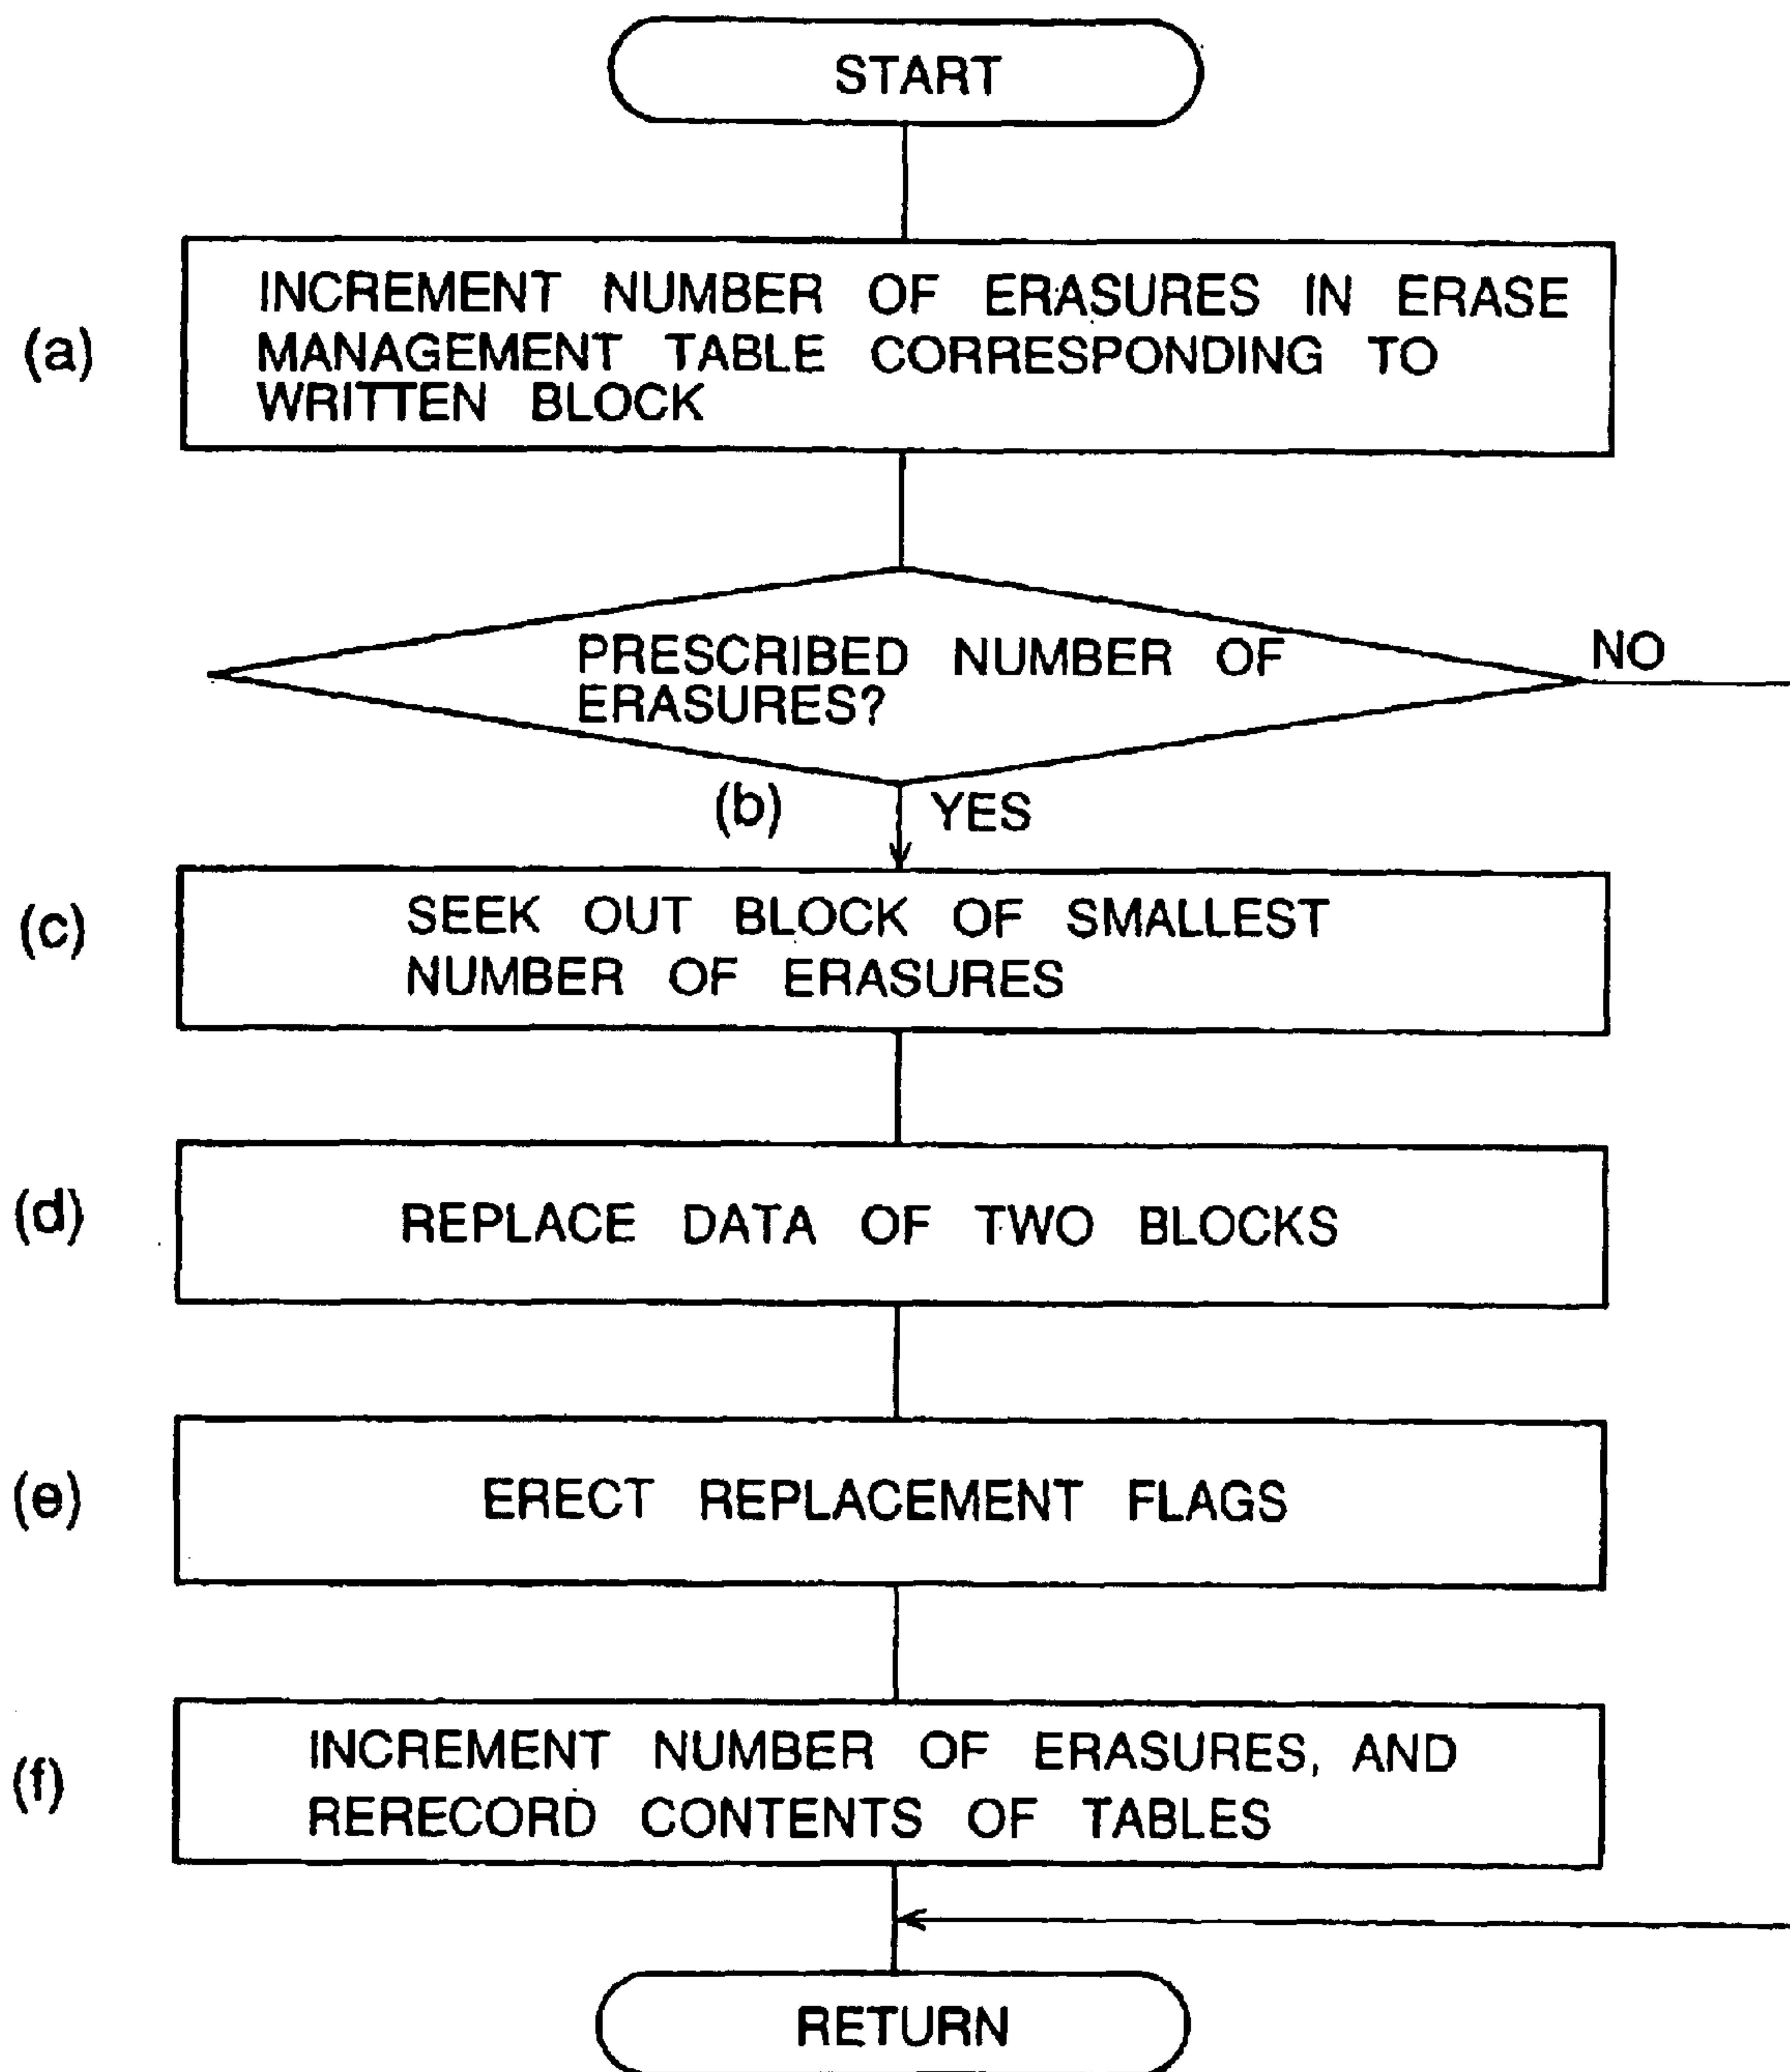 START
(a)
INCREMENT NUMBER OF ERASURES IN ERASE
MANAGEMENT TABLE CORRESPONDING TO
WRITTEN BLOCK
PRESCRIBED NUMBER OF
ERASURES?
NO
(b)
YES
(c)
SEEK OUT BLOCK OF SMALLEST
NUMBER OF ERASURES
(d)
REPLACE DATA OF TWO BLOCKS
(e)
ERECT REPLACEMENT FLAGS
(f)
INCREMENT NUMBER OF ERASURES, AND
RERECORD CONTENTS OF TABLES
RETURN